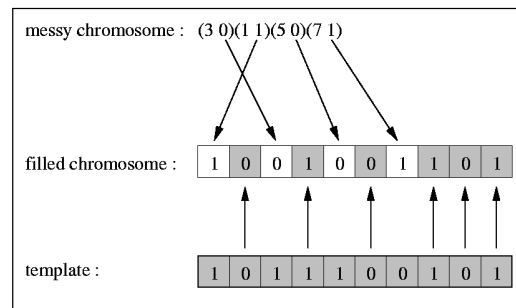 messy chromosome : (3 0)(1 1)(5 0)(7 1)
filled chromosome : 1 0 0 1 0 0 1 1 0 1
template : 1 0 1 1 1 0 0 1 0 1